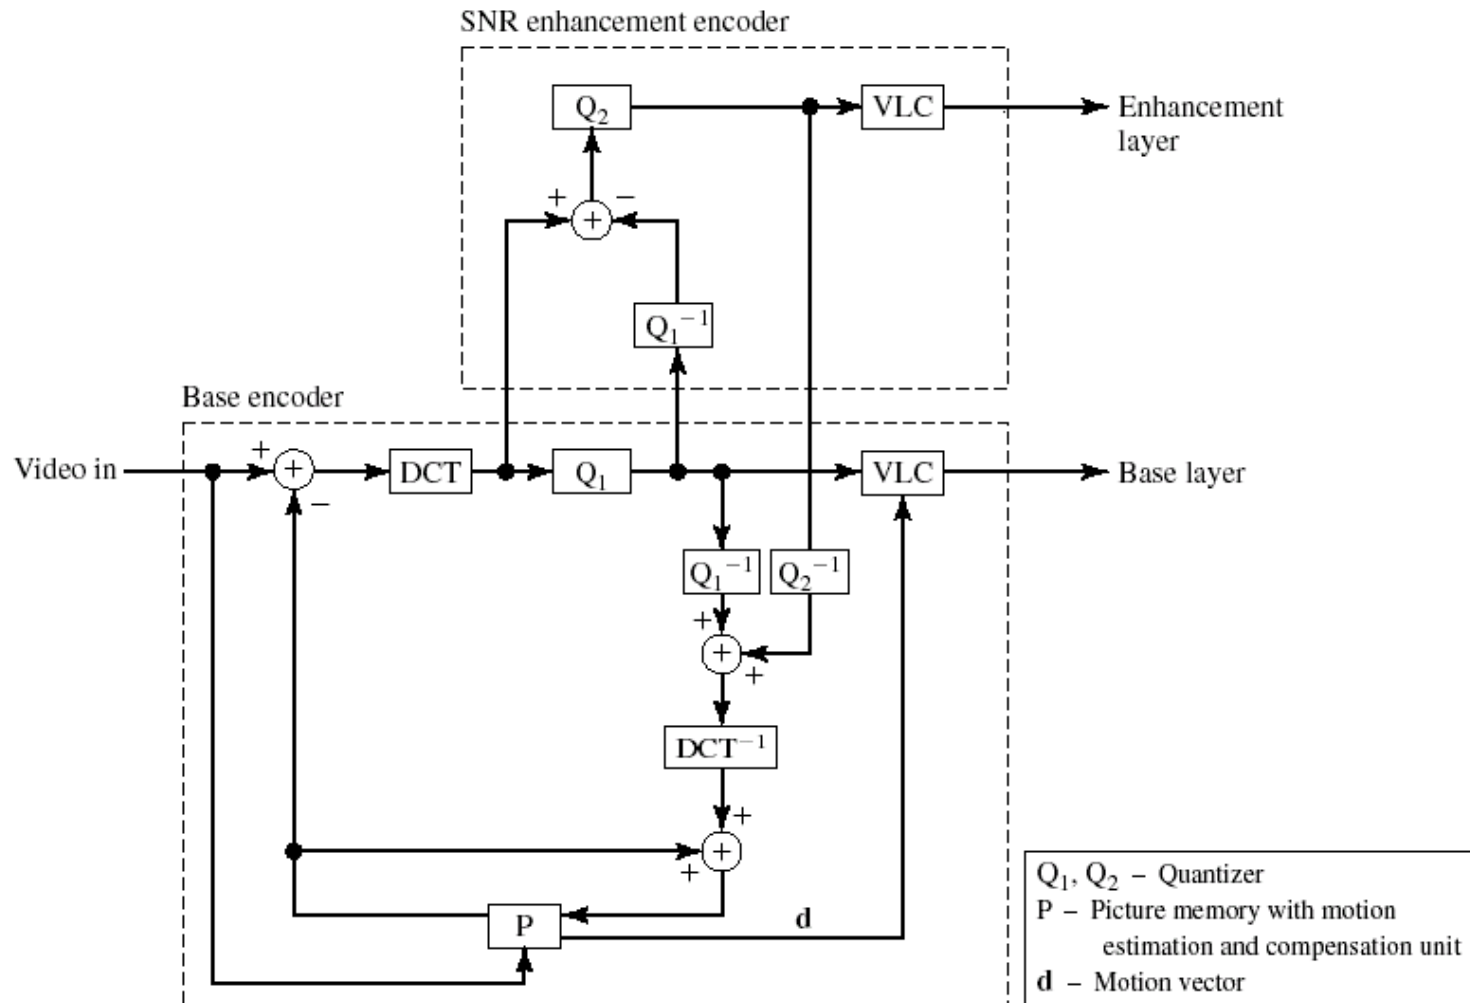 SNR enhancement encoder
Q₂
VLC
Enhancement
layer
+ −
+
Q₁⁻¹
Base encoder
Video in
+
+
−
DCT
Q₁
VLC
Base layer
Q₁⁻¹
Q₂⁻¹
+
+
+
DCT⁻¹
+
+
+
P
d
Q₁, Q₂ – Quantizer
P – Picture memory with motion
estimation and compensation unit
d – Motion vector